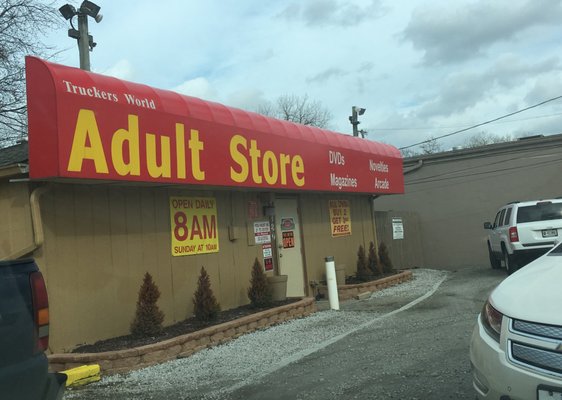 Truckers World
Adult Store
DVDs
Magazines
Novelties
Arcade
OPEN DAILY
8AM
SUNDAY at 10AM
BUY 2
GET 1
FREE!